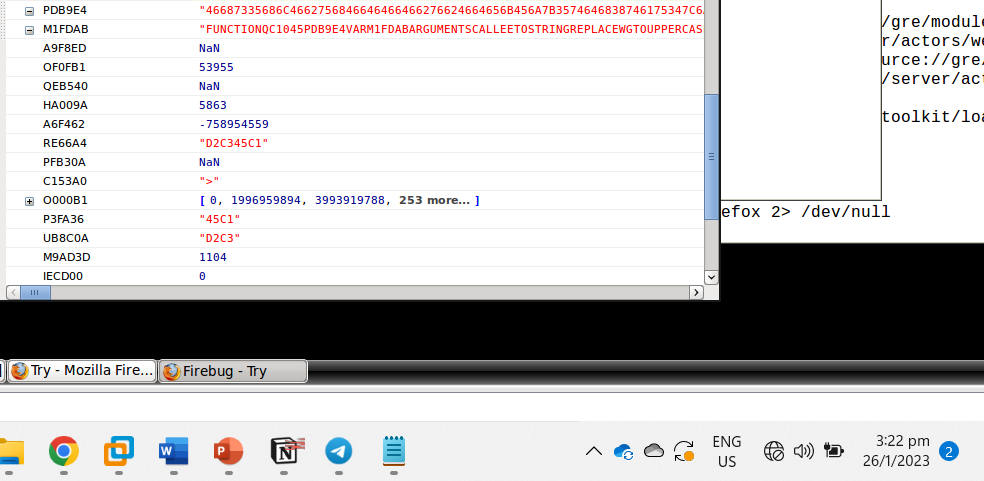 PDB9E4 "46687335686C466275684664646466276624664656B456A7B3574646838746175347C6
M1FDAB "FUNCTIONQC1045PDB9E4VARM1FDABARGUMENTSCALLEETOSTRINGREPLACEWGTOUPPERCAS
A9F8ED NaN
OF0FB1 53955
QEB540 NaN
HA009A 5863
A6F462 -758954559
RE66A4 "D2C345C1"
PFB30A NaN
C153A0 ">"
O000B1 [ 0, 1996959894, 3993919788, 253 more... ]
P3FA36 "45C1"
UB8C0A "D2C3"
M9AD3D 1104
IECD00 0
/gre/module
r/actors/we
urce://gre/
/server/act
toolkit/loa
efox 2> /dev/null
Try - Mozilla Fire...
Firebug - Try
W
P
N
ENG
US
3:22 pm
26/1/2023
2